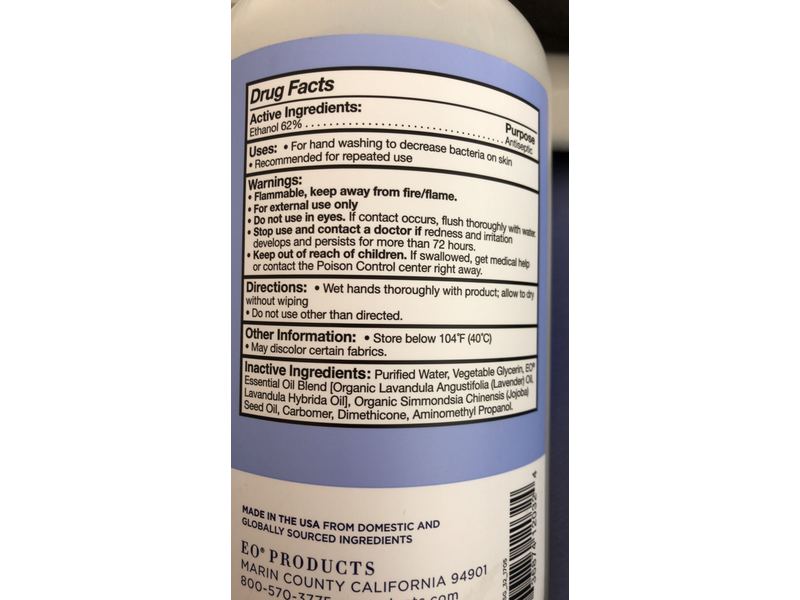 Drug Facts
Active Ingredients: Purpose
Ethanol 62% ........................................ Antiseptic
Uses: • For hand washing to decrease bacteria on skin
• Recommended for repeated use
Warnings:
• Flammable, keep away from fire/flame.
• For external use only
• Do not use in eyes. If contact occurs, flush thoroughly with water.
• Stop use and contact a doctor if redness and irritation
develops and persists for more than 72 hours.
• Keep out of reach of children. If swallowed, get medical help
or contact the Poison Control center right away.
Directions: • Wet hands thoroughly with product; allow to dry
without wiping
• Do not use other than directed.
Other Information: • Store below 104°F (40°C)
• May discolor certain fabrics.
Inactive Ingredients: Purified Water, Vegetable Glycerin, EO®
Essential Oil Blend [Organic Lavandula Angustifolia (Lavender) Oil,
Lavandula Hybrida Oil], Organic Simmondsia Chinensis (Jojoba)
Seed Oil, Carbomer, Dimethicone, Aminomethyl Propanol.
MADE IN THE USA FROM DOMESTIC AND
GLOBALLY SOURCED INGREDIENTS
EO® PRODUCTS
MARIN COUNTY CALIFORNIA 94901
800-570-3775